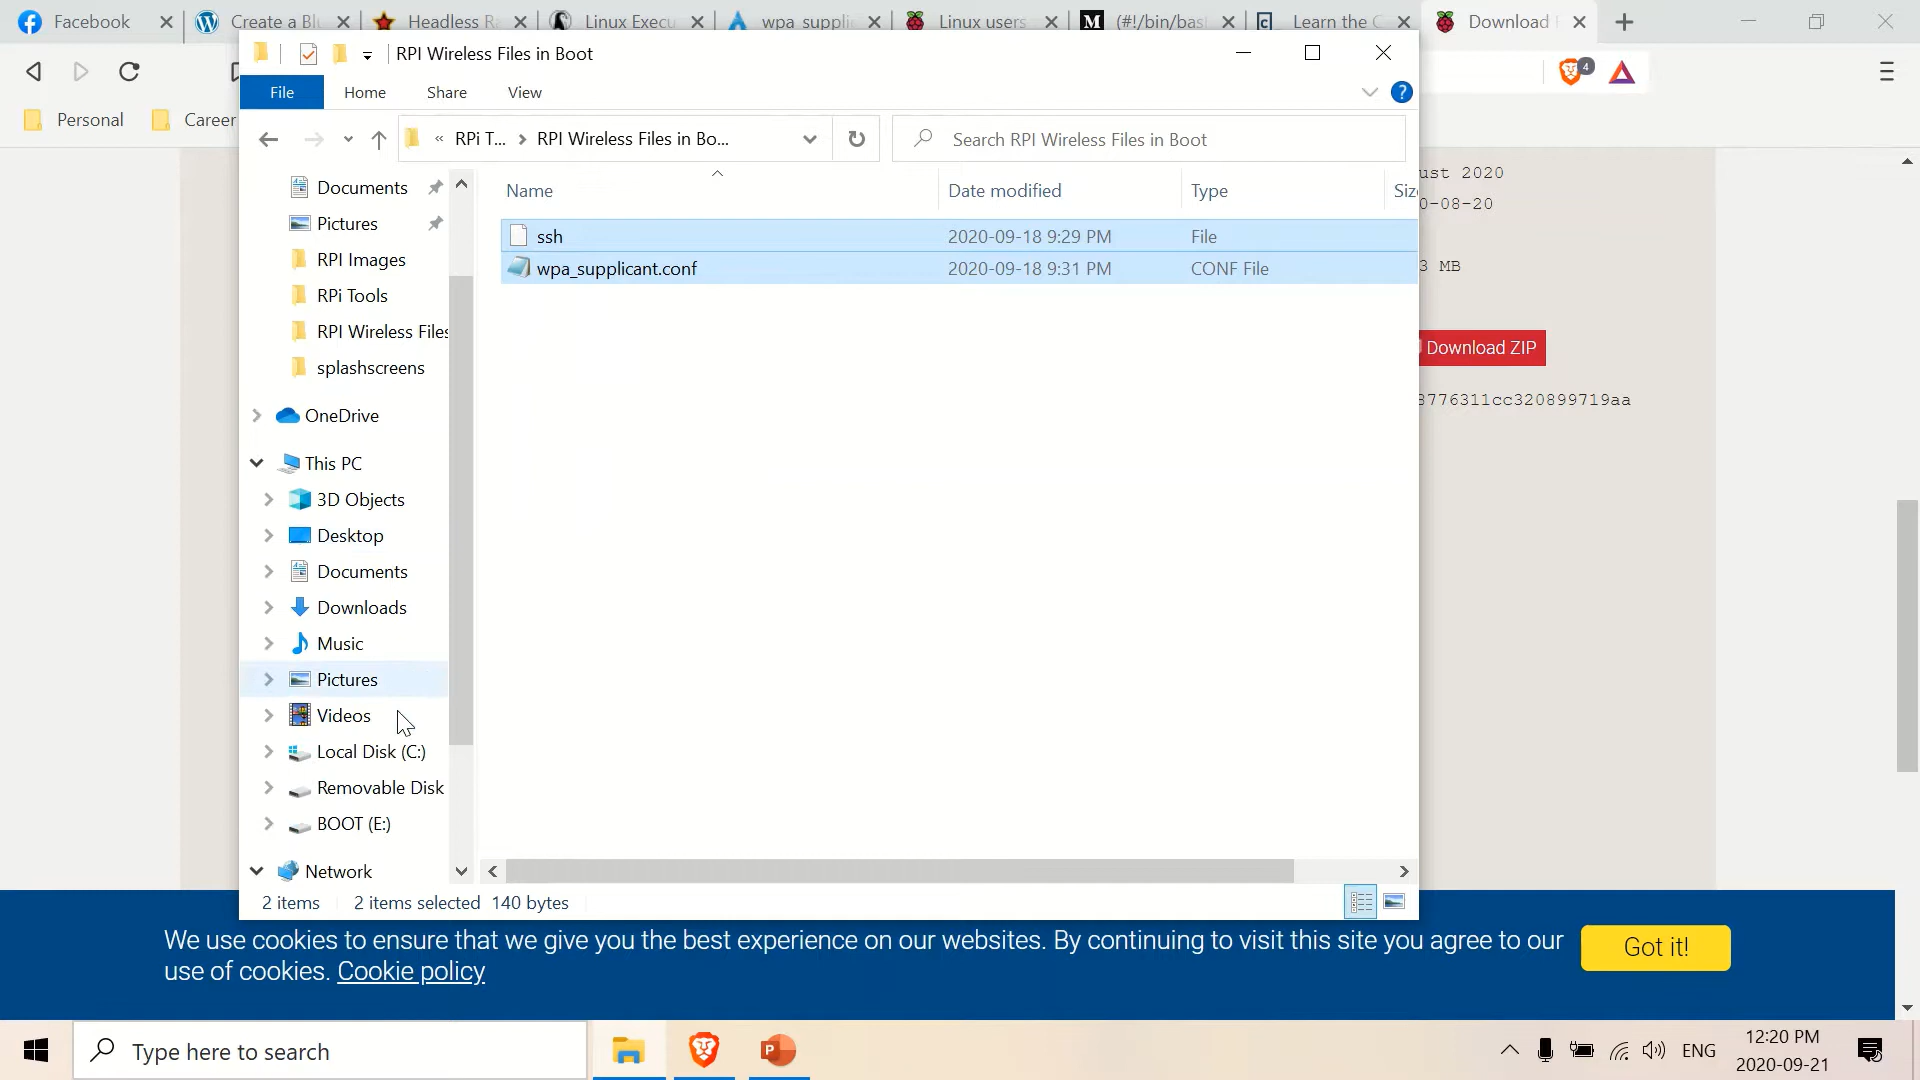 Facebook
Create a Bl
Headless R
Linux Execu
wpa_suppli
Linux users
(#!/bin/bas
Learn the C
Download
4
Personal
Career
RPI Wireless Files in Boot
File
Home
Share
View
?
« RPi T... > RPI Wireless Files in Bo...
Search RPI Wireless Files in Boot
Name
Date modified
Type
Siz
ssh
2020-09-18 9:29 PM
File
wpa_supplicant.conf
2020-09-18 9:31 PM
CONF File
Documents
Pictures
RPI Images
RPi Tools
RPI Wireless Files
splashscreens
OneDrive
This PC
3D Objects
Desktop
Documents
Downloads
Music
Pictures
Videos
Local Disk (C:)
Removable Disk
BOOT (E:)
Network
2 items
2 items selected 140 bytes
ust 2020
0-08-20
3 MB
Download ZIP
8776311cc320899719aa
We use cookies to ensure that we give you the best experience on our websites. By continuing to visit this site you agree to our
use of cookies. Cookie policy
Got it!
Type here to search
ENG
12:20 PM
2020-09-21